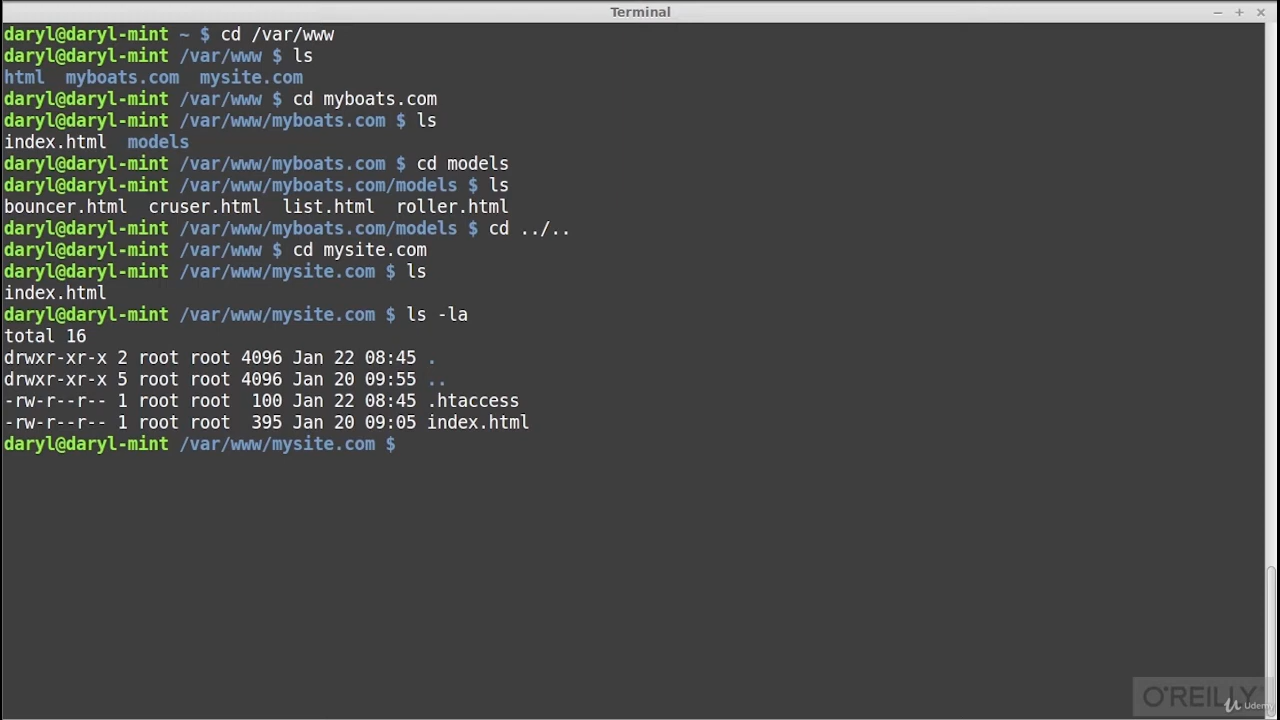 Terminal
daryl@daryl-mint ~ $ cd /var/www
daryl@daryl-mint /var/www $ ls
html  myboats.com  mysite.com
daryl@daryl-mint /var/www $ cd myboats.com
daryl@daryl-mint /var/www/myboats.com $ ls
index.html  models
daryl@daryl-mint /var/www/myboats.com $ cd models
daryl@daryl-mint /var/www/myboats.com/models $ ls
bouncer.html  cruser.html  list.html  roller.html
daryl@daryl-mint /var/www/myboats.com/models $ cd ../..
daryl@daryl-mint /var/www $ cd mysite.com
daryl@daryl-mint /var/www/mysite.com $ ls
index.html
daryl@daryl-mint /var/www/mysite.com $ ls -la
total 16
drwxr-xr-x 2 root root 4096 Jan 22 08:45 .
drwxr-xr-x 5 root root 4096 Jan 20 09:55 ..
-rw-r--r-- 1 root root  100 Jan 22 08:45 .htaccess
-rw-r--r-- 1 root root  395 Jan 20 09:05 index.html
daryl@daryl-mint /var/www/mysite.com $
O'REILLY
Udemy